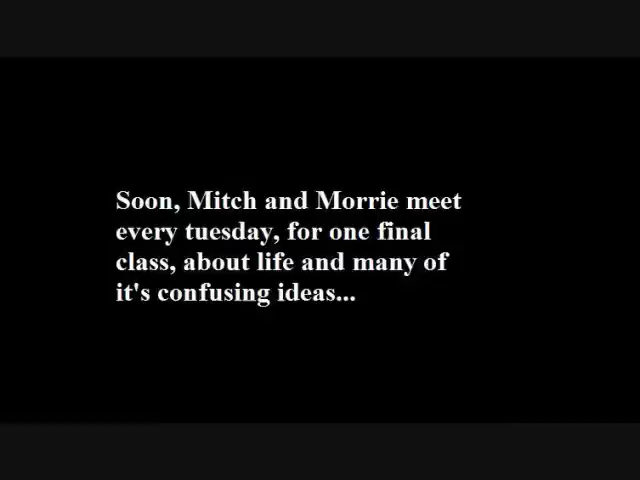 Soon, Mitch and Morrie meet
every tuesday, for one final
class, about life and many of
it's confusing ideas...